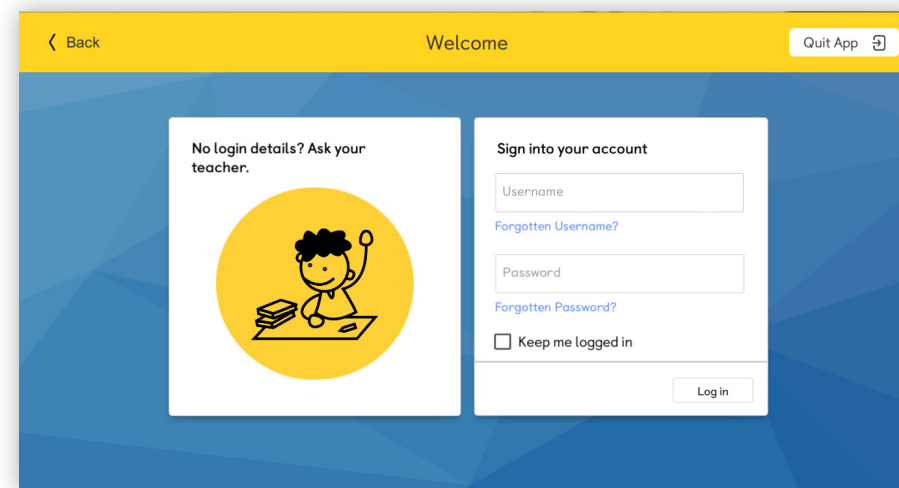 Back
Welcome
Quit App
No login details? Ask your
teacher.
Sign into your account
Username
Forgotten Username?
Password
Forgotten Password?
Keep me logged in
Log in